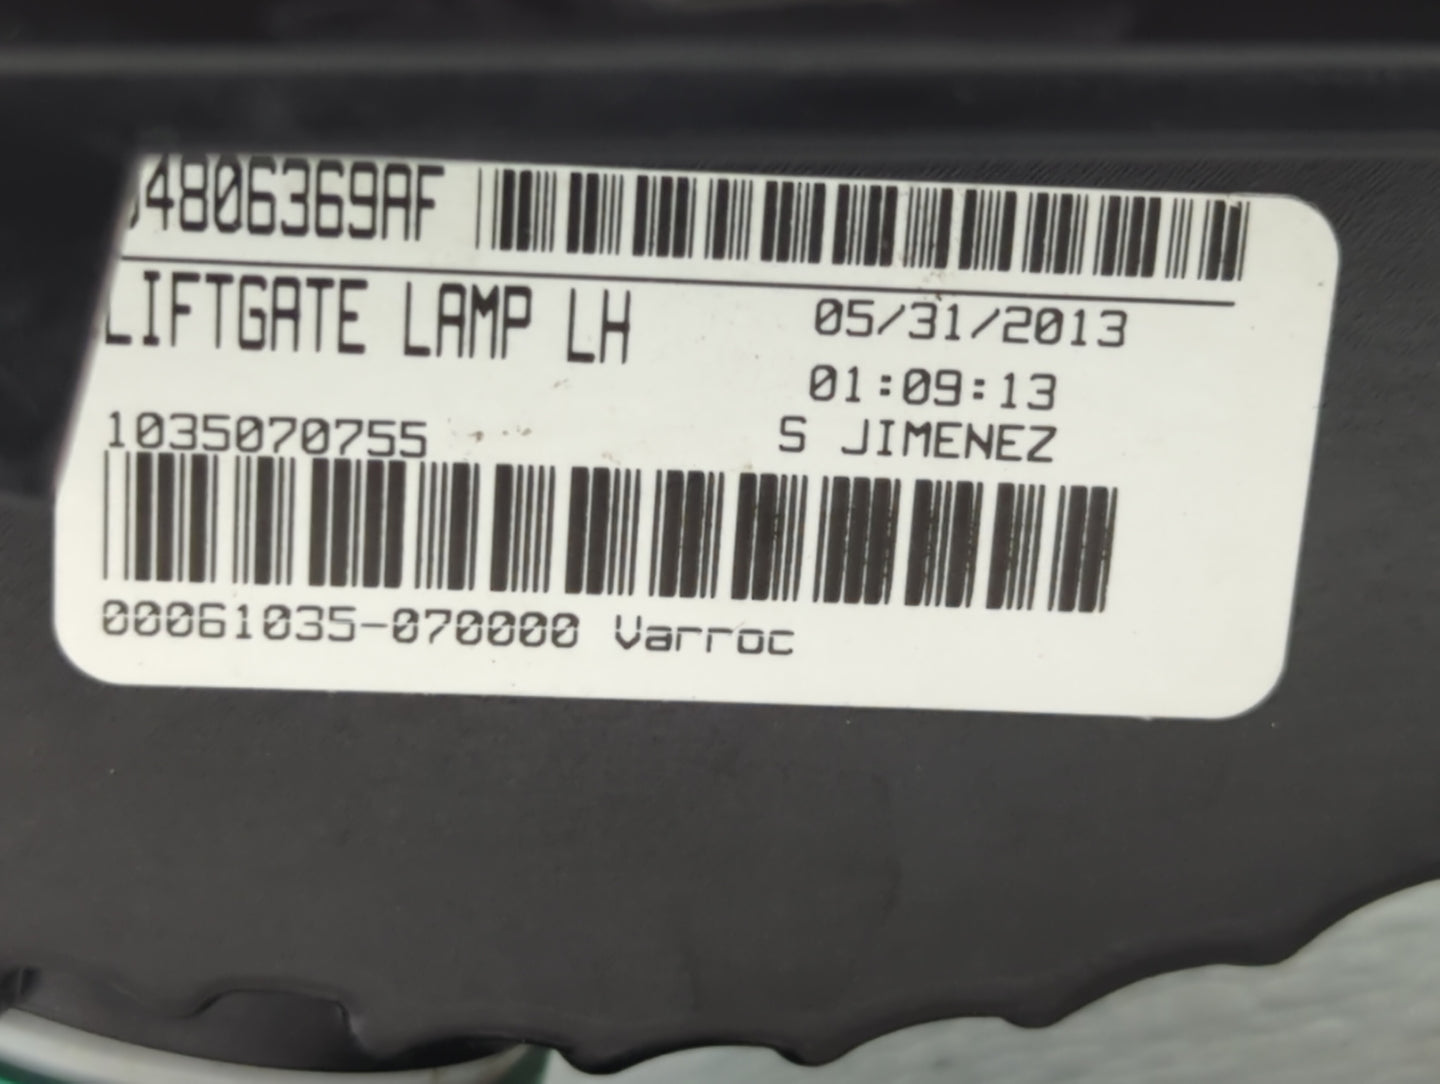 04806369AF
LIFTGATE LAMP LH
05/31/2013
01:09:13
1035070755
S JIMENEZ
00061035-070000 Varroc